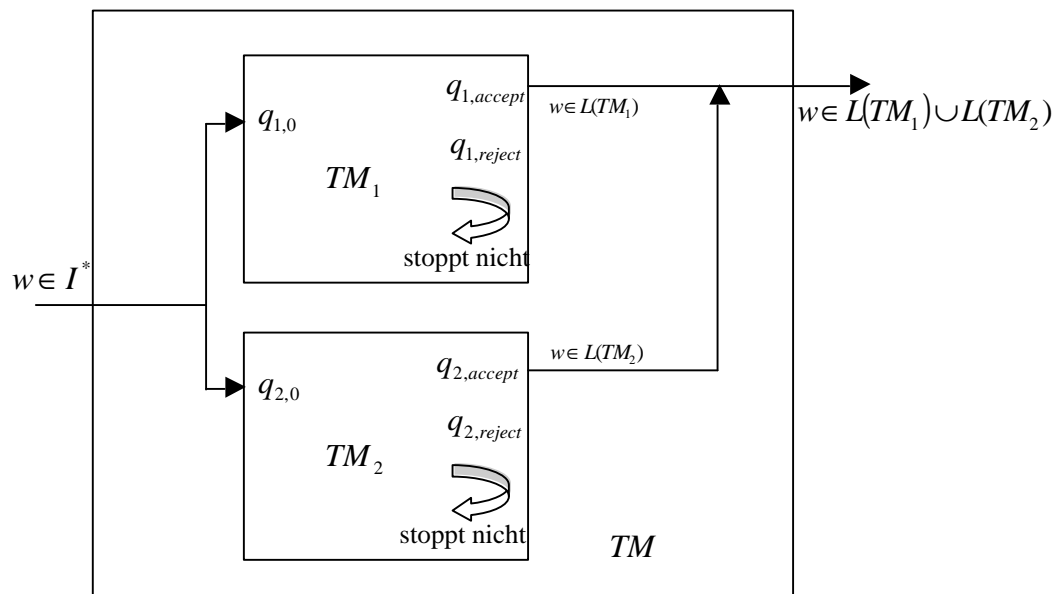 q1,accept
w∈ L(TM1)
w∈ L(TM1)∪L(TM2)
q1,0
q1,reject
TM1
stoppt nicht
w∈ I*
q2,accept
w∈ L(TM2)
q2,0
q2,reject
TM2
stoppt nicht
TM